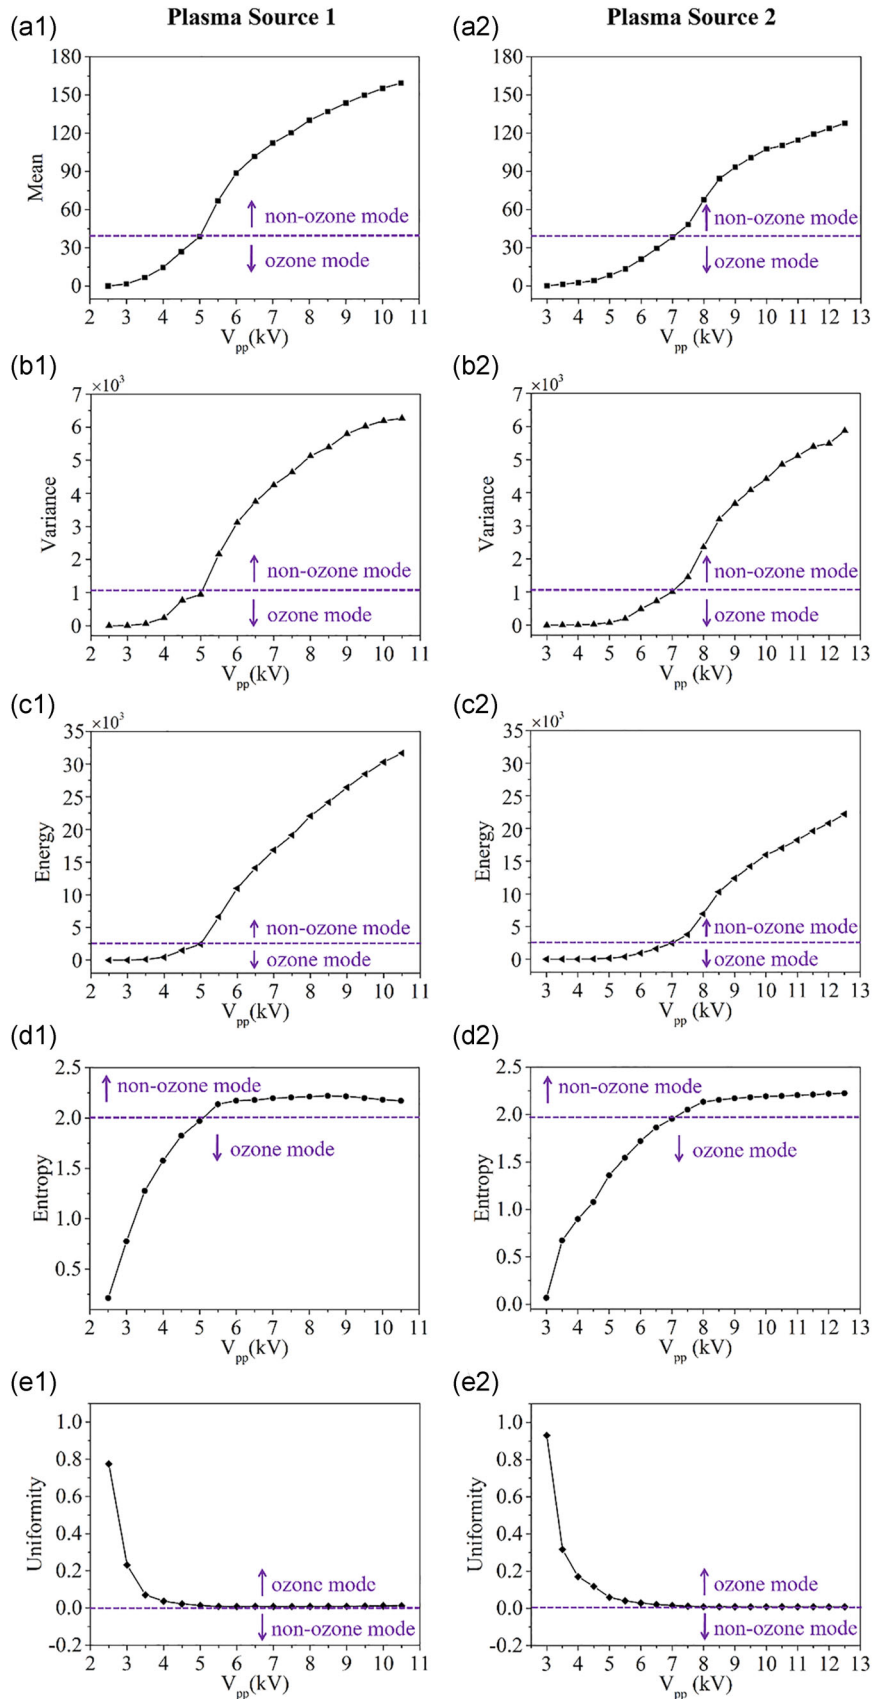 Plasma Source 1
Plasma Source 2
(a1)
180
150
120
90
60
30
0
Mean
non-ozone mode
ozone mode
2 3 4 5 6 7 8 9 10 11
Vpp(kV)
(a2)
180
150
120
90
60
30
0
Mean
non-ozone mode
ozone mode
3 4 5 6 7 8 9 10 11 12 13
Vpp(kV)
(b1)
×10³
7
6
5
4
3
2
1
0
Variance
non-ozone mode
ozone mode
2 3 4 5 6 7 8 9 10 11
Vpp(kV)
(b2)
×10³
7
6
5
4
3
2
1
0
Variance
non-ozone mode
ozone mode
3 4 5 6 7 8 9 10 11 12 13
Vpp(kV)
(c1)
×10³
35
30
25
20
15
10
5
0
Energy
non-ozone mode
ozone mode
2 3 4 5 6 7 8 9 10 11
Vpp(kV)
(c2)
×10³
35
30
25
20
15
10
5
0
Energy
non-ozone mode
ozone mode
3 4 5 6 7 8 9 10 11 12 13
Vpp(kV)
(d1)
2.5
2.0
1.5
1.0
0.5
Entropy
non-ozone mode
ozone mode
2 3 4 5 6 7 8 9 10 11
Vpp(kV)
(d2)
2.5
2.0
1.5
1.0
0.5
0.0
Entropy
non-ozone mode
ozone mode
3 4 5 6 7 8 9 10 11 12 13
Vpp (kV)
(e1)
1.0
0.8
0.6
0.4
0.2
0.0
-0.2
Uniformity
ozone mode
non-ozone mode
2 3 4 5 6 7 8 9 10 11
Vpp(kV)
(e2)
1.0
0.8
0.6
0.4
0.2
0.0
-0.2
Uniformity
ozone mode
non-ozone mode
3 4 5 6 7 8 9 10 11 12 13
Vpp (kV)